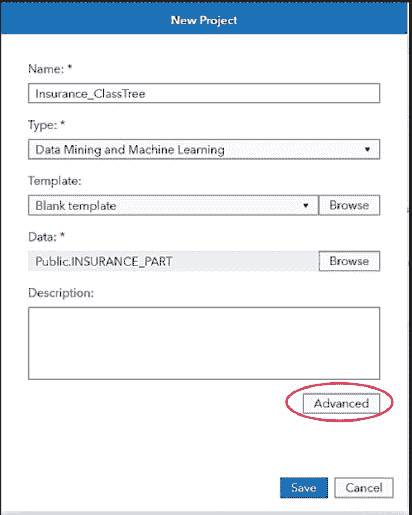 New Project
Name: *
Insurance_ClassTree
Type: *
Data Mining and Machine Learning
Template:
Blank template
Browse
Data: *
Public.INSURANCE_PART
Browse
Description:
Advanced
Save
Cancel